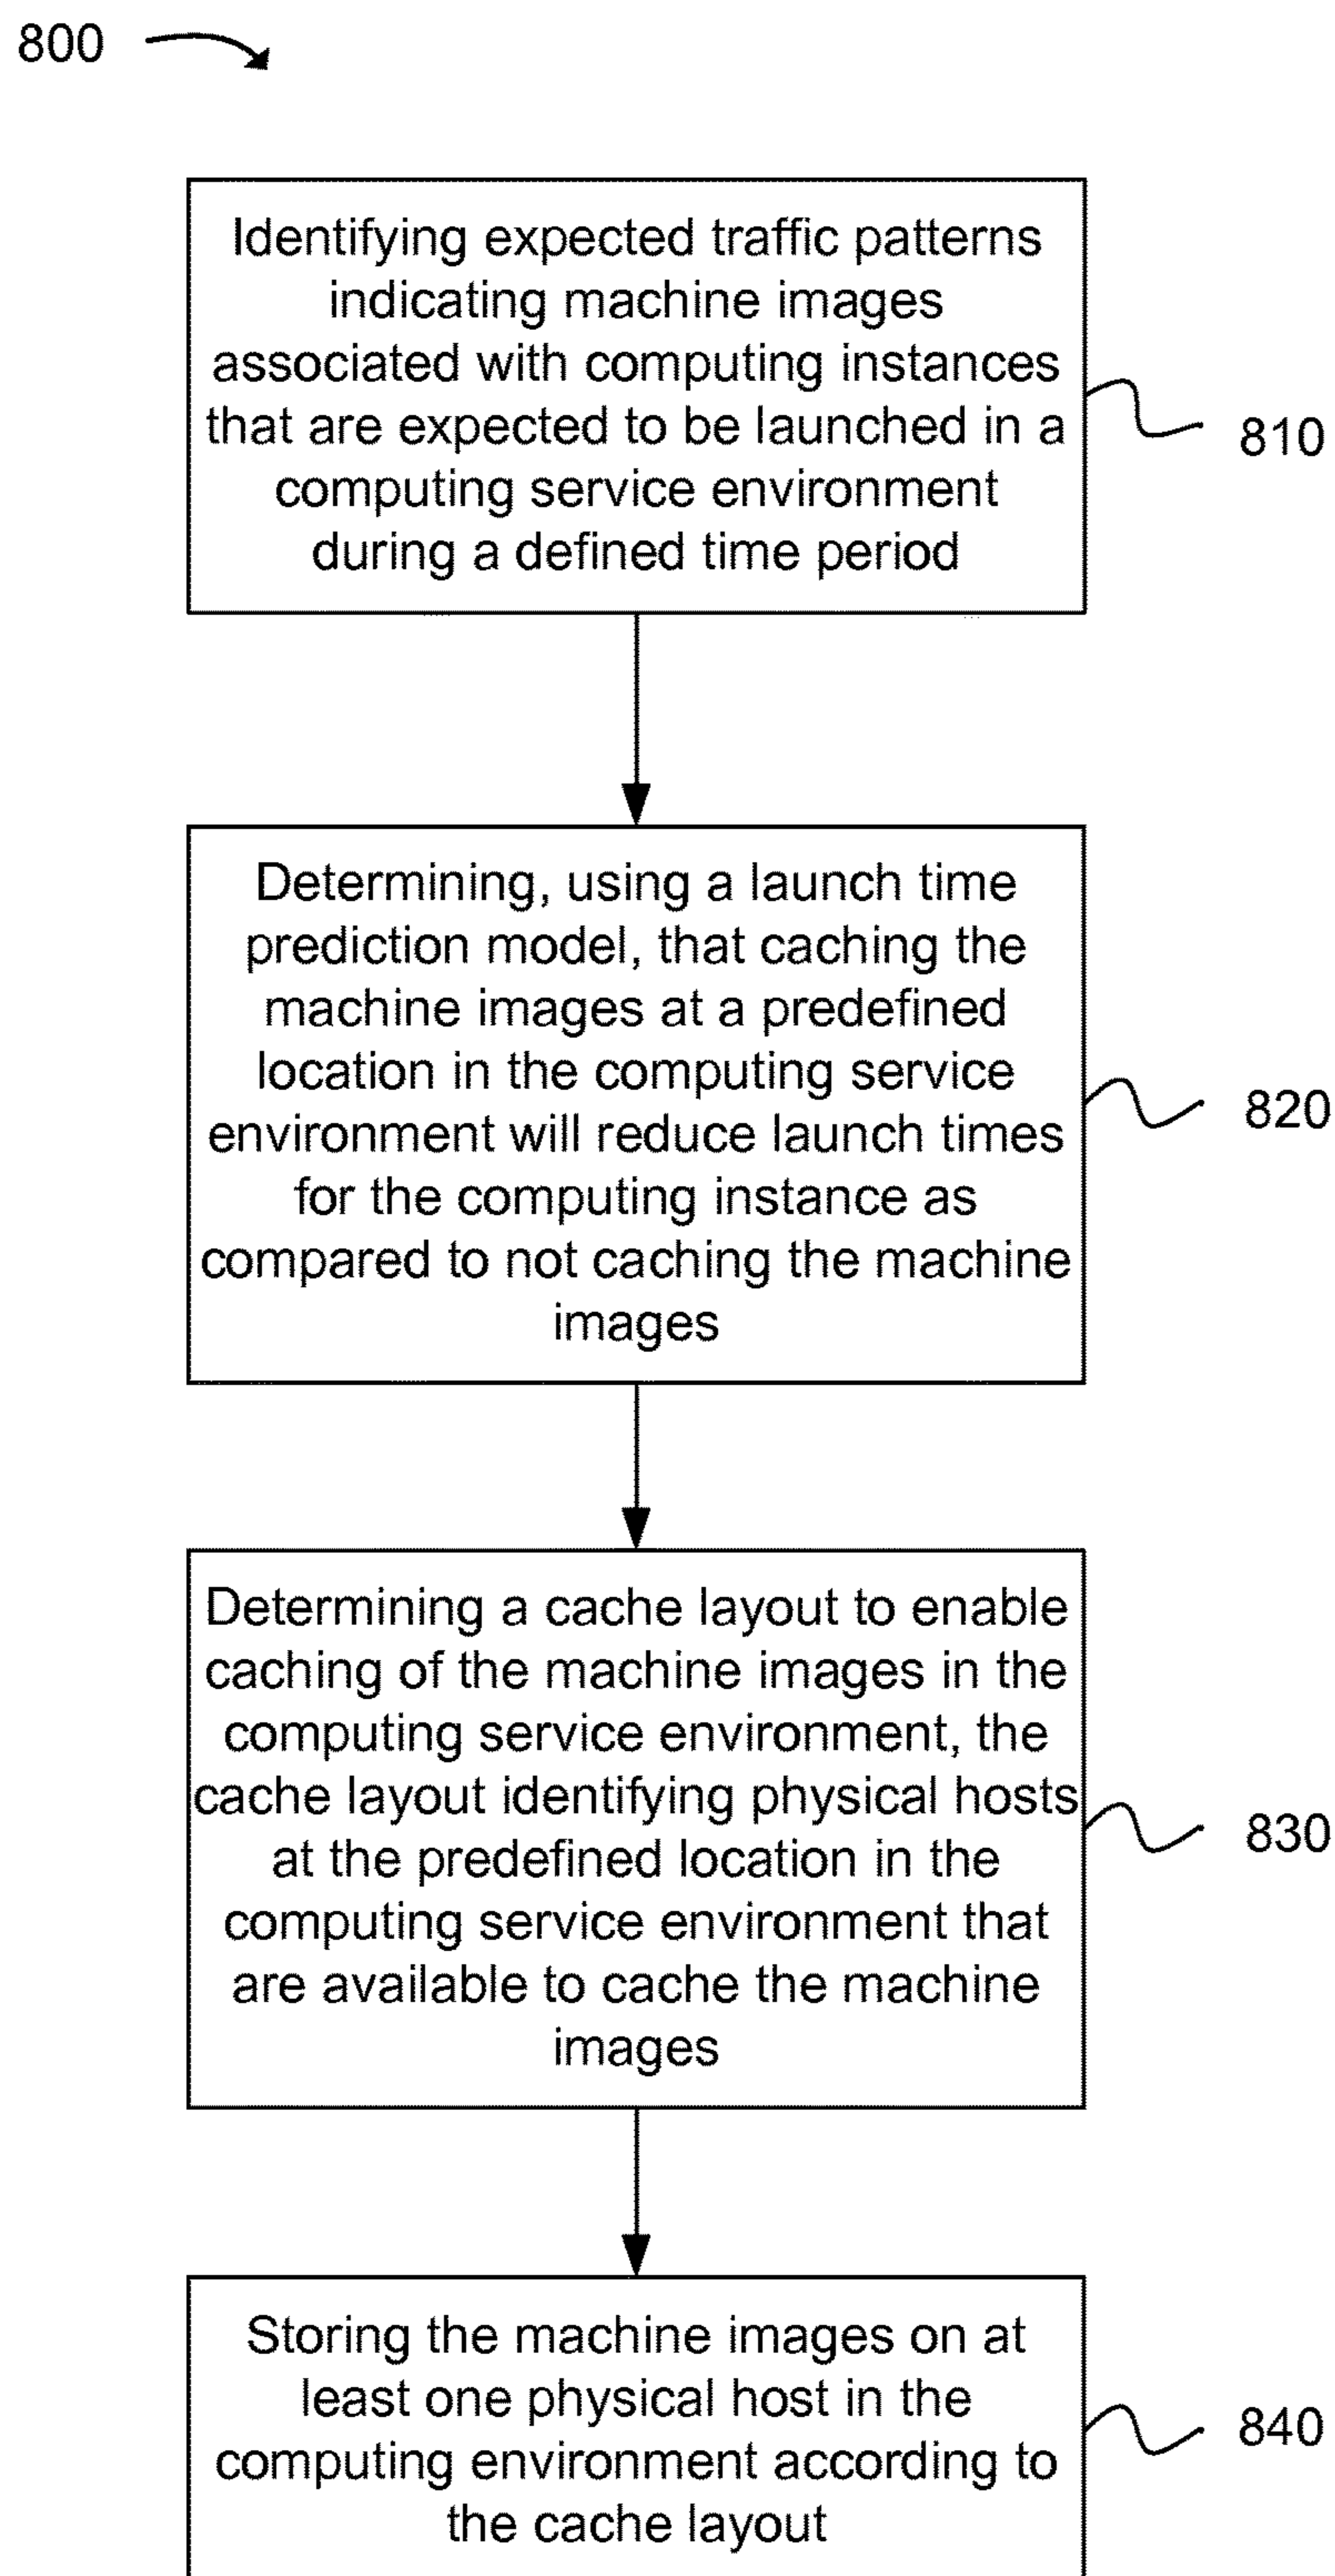 800
Identifying expected traffic patterns
indicating machine images
associated with computing instances
that are expected to be launched in a
computing service environment
during a defined time period
810
Determining, using a launch time
prediction model, that caching the
machine images at a predefined
location in the computing service
environment will reduce launch times
for the computing instance as
compared to not caching the machine
images
820
Determining a cache layout to enable
caching of the machine images in the
computing service environment, the
cache layout identifying physical hosts
at the predefined location in the
computing service environment that
are available to cache the machine
images
830
Storing the machine images on at
least one physical host in the
computing environment according to
the cache layout
840